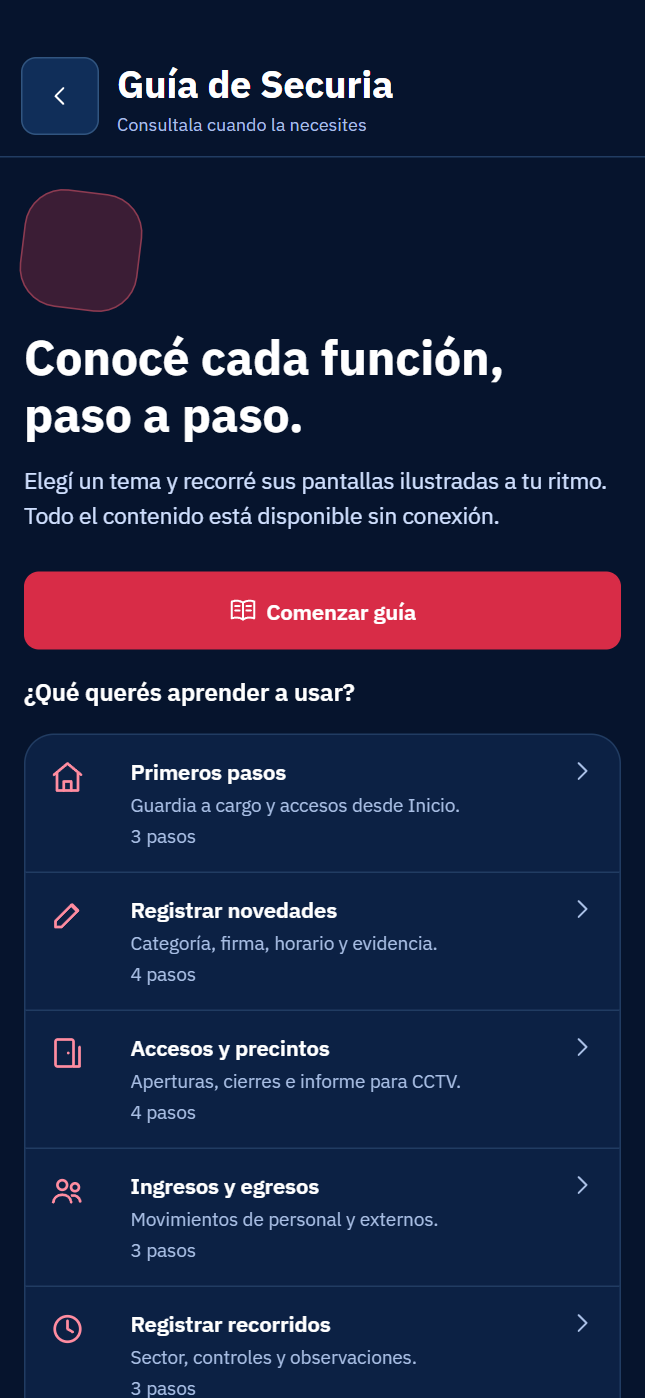 Guía de Securia
Consultala cuando la necesites
Conocé cada función,
paso a paso.
Elegí un tema y recorré sus pantallas ilustradas a tu ritmo.
Todo el contenido está disponible sin conexión.
Comenzar guía
¿Qué querés aprender a usar?
Primeros pasos
Guardia a cargo y accesos desde Inicio.
3 pasos
Registrar novedades
Categoría, firma, horario y evidencia.
4 pasos
Accesos y precintos
Aperturas, cierres e informe para CCTV.
4 pasos
Ingresos y egresos
Movimientos de personal y externos.
3 pasos
Registrar recorridos
Sector, controles y observaciones.
3 pasos